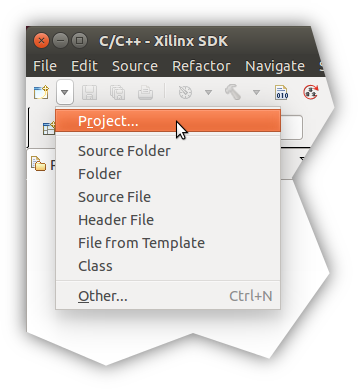 C/C++ - Xilinx SDK
File Edit Source Refactor Navigate
Project...
Source Folder
Folder
Source File
Header File
File from Template
Class
Other... Ctrl+N